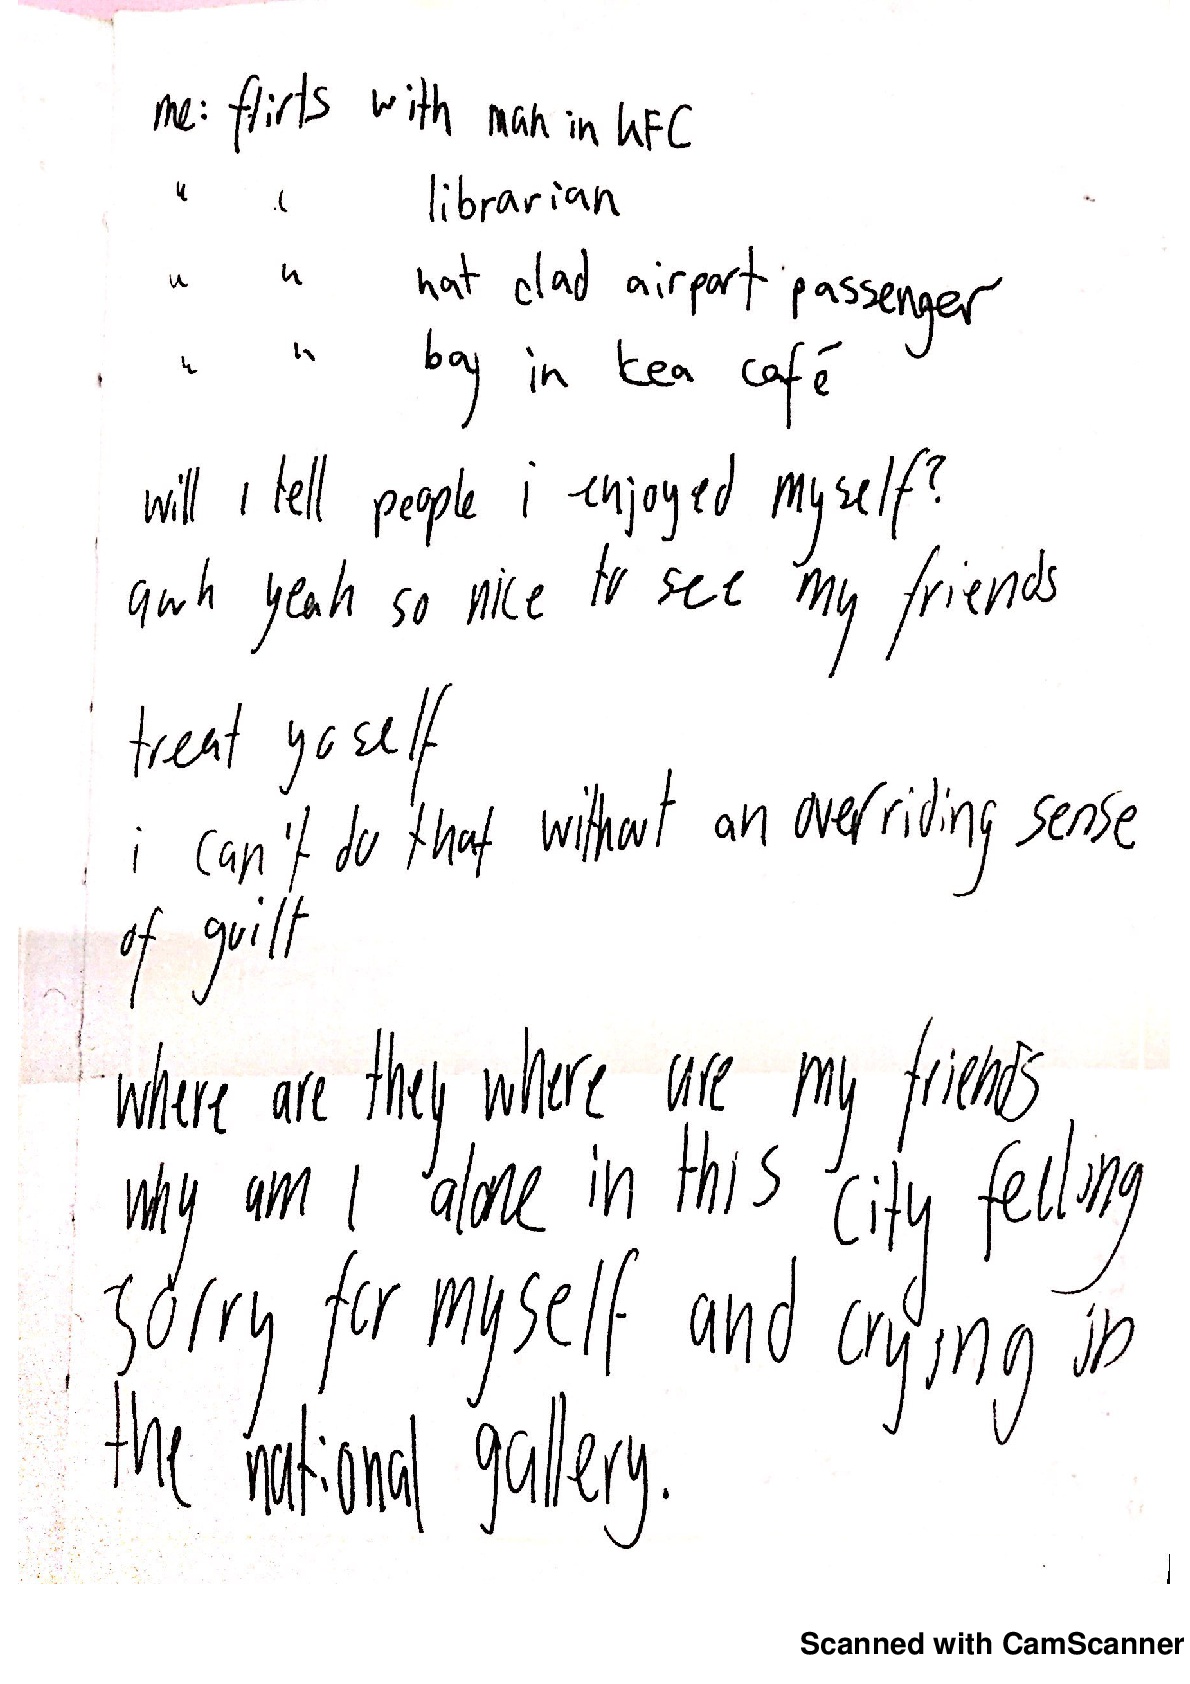 me: flirts with man in KFC
" " librarian
" " hat clad airport passenger
" " boy in tea café
will i tell people i enjoyed myself?
awh yeah so nice to see my friends
treat yoself
i can't do that without an overriding sense
of guilt
where are they where are my friends
why am I alone in this city feeling
sorry for myself and crying in
the national gallery.
Scanned with CamScanner